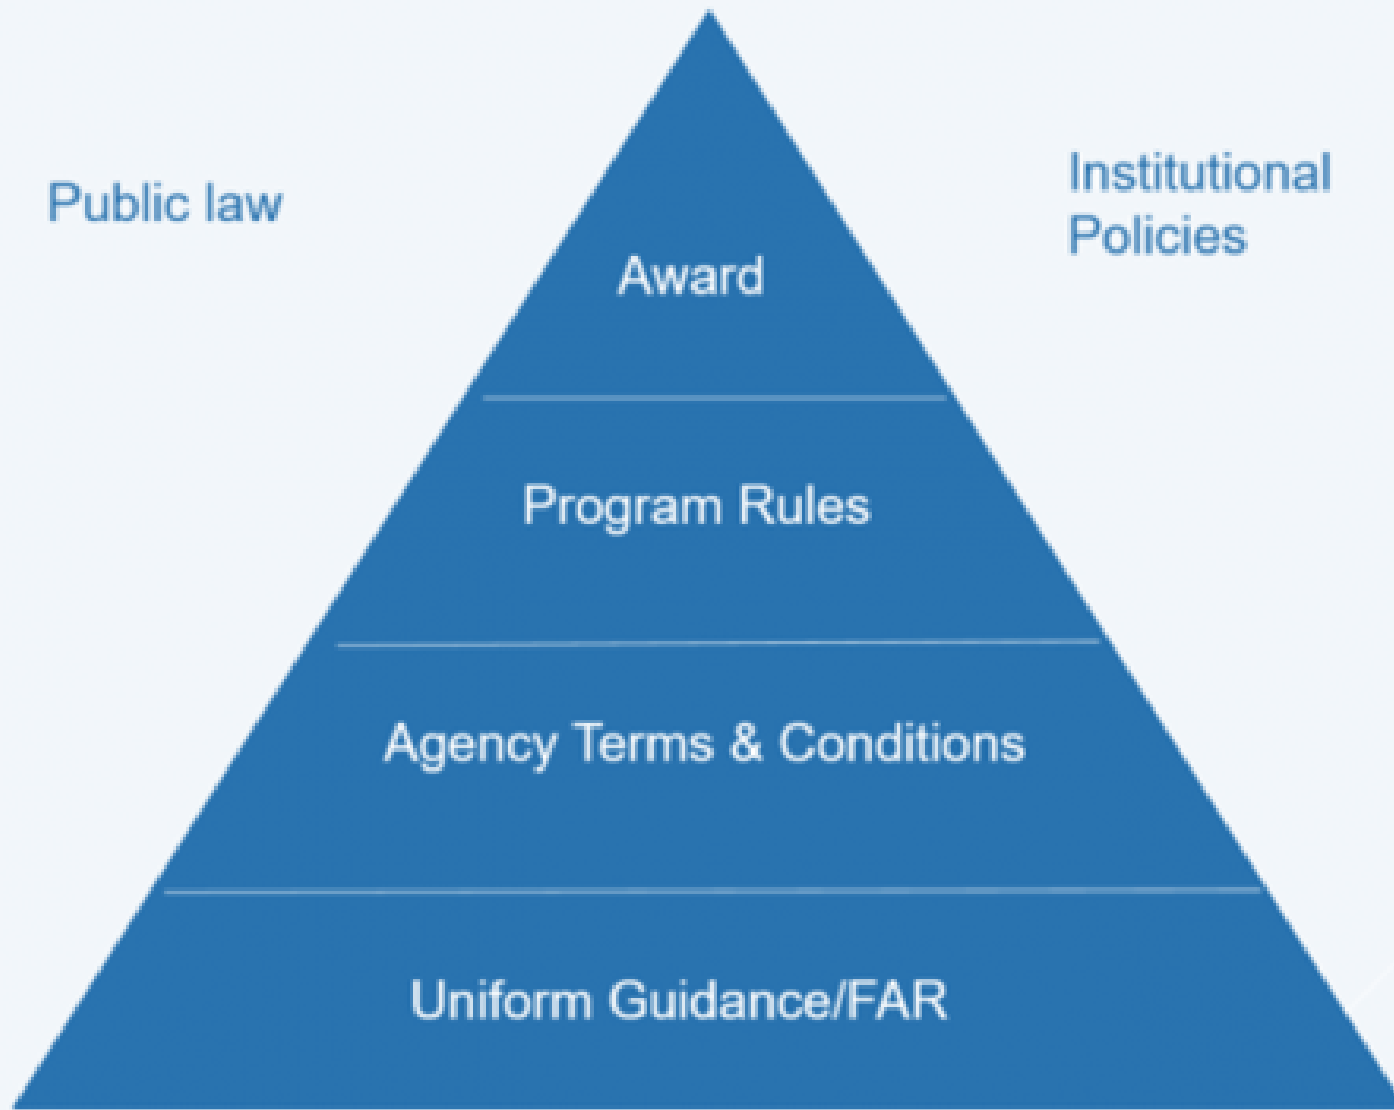 Public law
Institutional
Policies
Award
Program Rules
Agency Terms & Conditions
Uniform Guidance/FAR